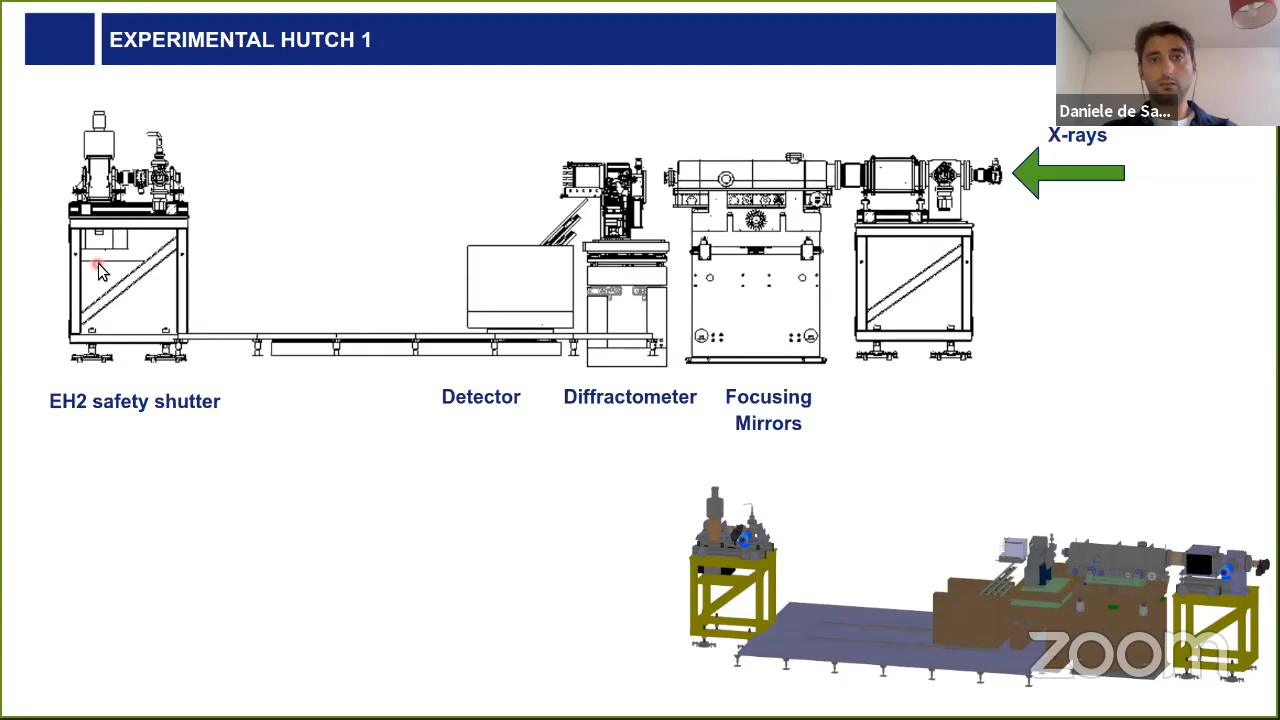 EXPERIMENTAL HUTCH 1
Daniele de Sa...
X-rays
EH2 safety shutter
Detector
Diffractometer
Focusing
Mirrors
zoom